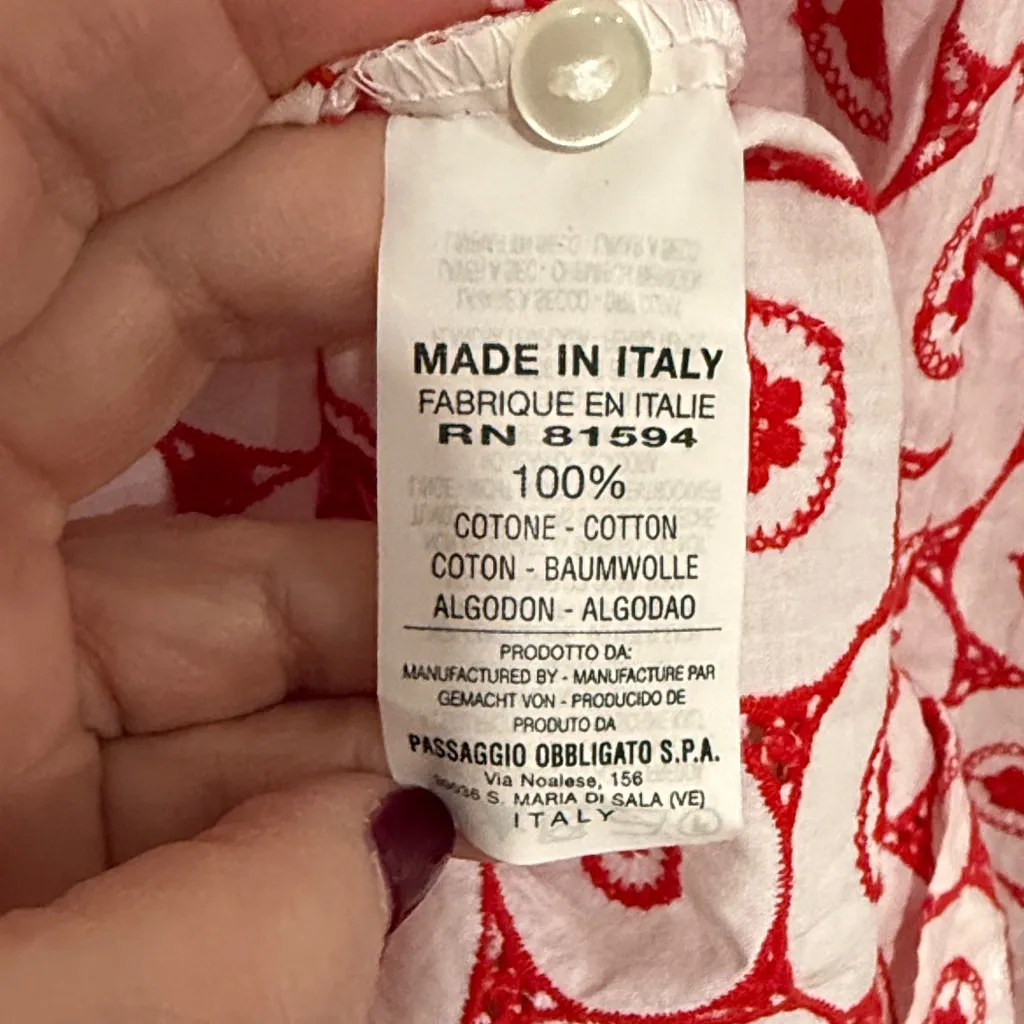 MADE IN ITALY
FABRIQUE EN ITALIE
RN 81594
100%
COTONE - COTTON
COTON - BAUMWOLLE
ALGODON - ALGODAO
PRODOTTO DA:
MANUFACTURED BY - MANUFACTURE PAR
GEMACHT VON - PRODUCIDO DE
PRODUTO DA
PASSAGGIO OBBLIGATO S.P.A.
Via Noalese, 156
S. MARIA DI SALA (VE)
ITALY